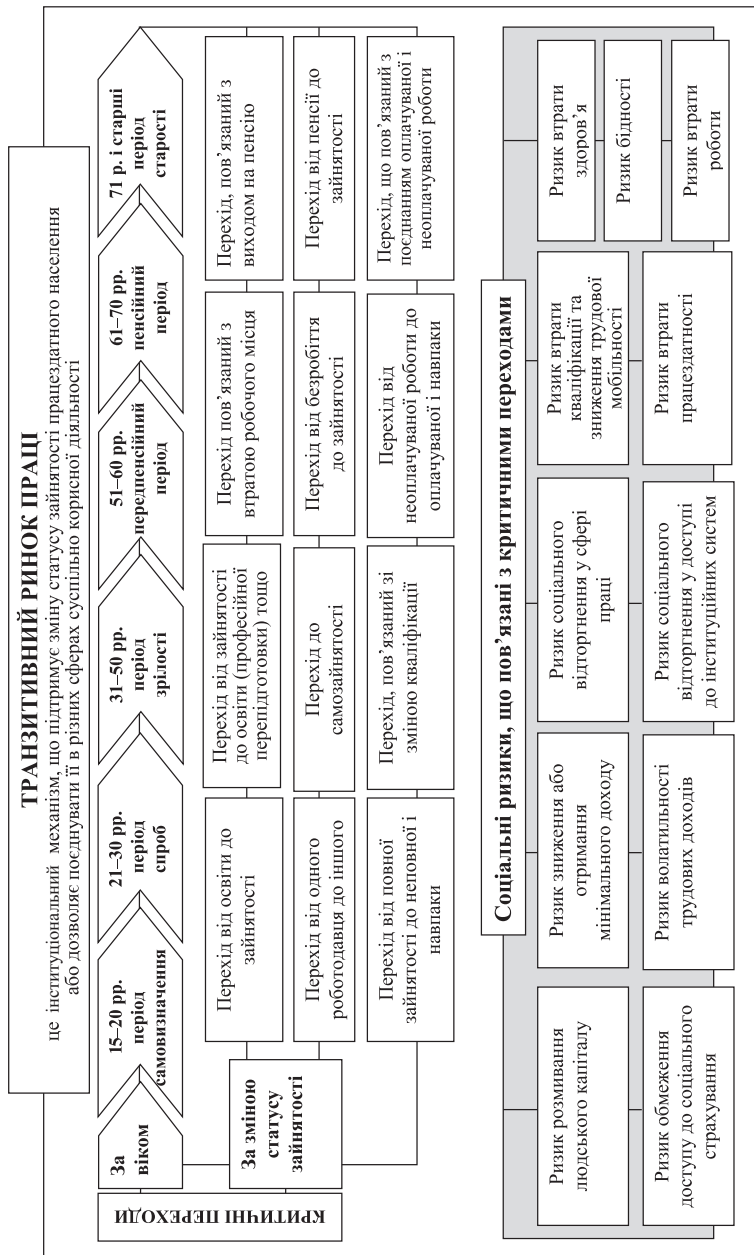 ТРАНЗИТИВНИЙ РИНОК ПРАЦІ
це інституціональний механізм, що підтримує зміну статусу зайнятості працездатного населення
або дозволяє поєднувати її в різних сферах суспільно корисної діяльності
КРИТИЧНІ ПЕРЕХОДИ
За
віком
15–20 рр.
період
самовизначення
21–30 рр.
період
спроб
31–50 рр.
період
зрілості
51–60 рр.
передпенсійний
період
61–70 рр.
пенсійний
період
71 р. і старші
період
старості
За зміною
статусу
зайнятості
Перехід від освіти до
зайнятості
Перехід від зайнятості
до освіти (професійної
перепідготовки) тощо
Перехід пов’язаний з
втратою робочого місця
Перехід, пов’язаний з
виходом на пенсію
Перехід від одного
роботодавця до іншого
Перехід до
самозайнятості
Перехід від безробіття
до зайнятості
Перехід від пенсії до
зайнятості
Перехід від повної
зайнятості до неповної і
навпаки
Перехід, пов’язаний зі
зміною кваліфікації
Перехід від
неоплачуваної роботи до
оплачуваної і навпаки
Перехід, що пов’язаний з
поєднанням оплачуваної і
неоплачуваної роботи
Соціальні ризики, що пов’язані з критичними переходами
Ризик розмивання
людського капіталу
Ризик зниження або
отримання
мінімального доходу
Ризик соціального
відторгнення у сфері
праці
Ризик втрати
кваліфікації та
зниження трудової
мобільності
Ризик втрати
здоров’я
Ризик бідності
Ризик обмеження
доступу до соціального
страхування
Ризик волатильності
трудових доходів
Ризик соціального
відторгнення у доступі
до інституційних систем
Ризик втрати
працездатності
Ризик втрати
роботи